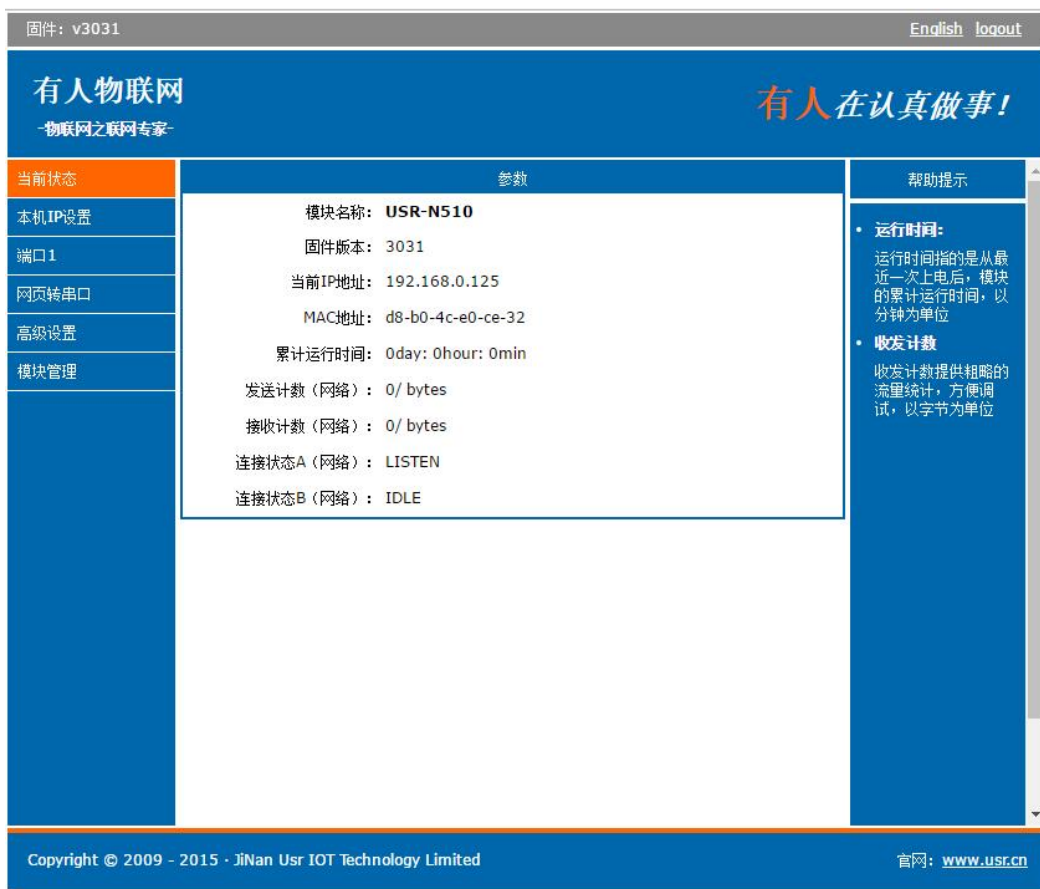 固件：v3031
English logout
有人物联网
-物联网之联网专家-
有人在认真做事！
当前状态
本机IP设置
端口1
网页转串口
高级设置
模块管理
参数
模块名称： USR-N510
固件版本： 3031
当前IP地址： 192.168.0.125
MAC地址： d8-b0-4c-e0-ce-32
累计运行时间： 0day: 0hour: 0min
发送计数（网络）： 0/ bytes
接收计数（网络）： 0/ bytes
连接状态A（网络）： LISTEN
连接状态B（网络）： IDLE
帮助提示
• 运行时间：
运行时间指的是从最
近一次上电后，模块
的累计运行时间，以
分钟为单位
• 收发计数
收发计数提供粗略的
流量统计，方便调
试，以字节为单位
Copyright © 2009 - 2015 · JiNan Usr IOT Technology Limited
官网：www.usr.cn